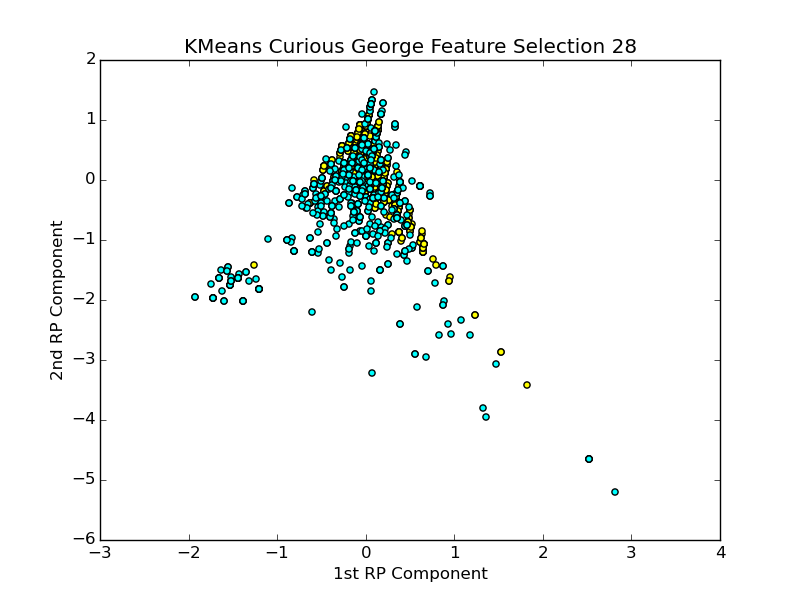 KMeans Curious George Feature Selection 28
2
1
0
−1
−2
−3
−4
−5
−6
2nd RP Component
−3 −2 −1 0 1 2 3 4
1st RP Component